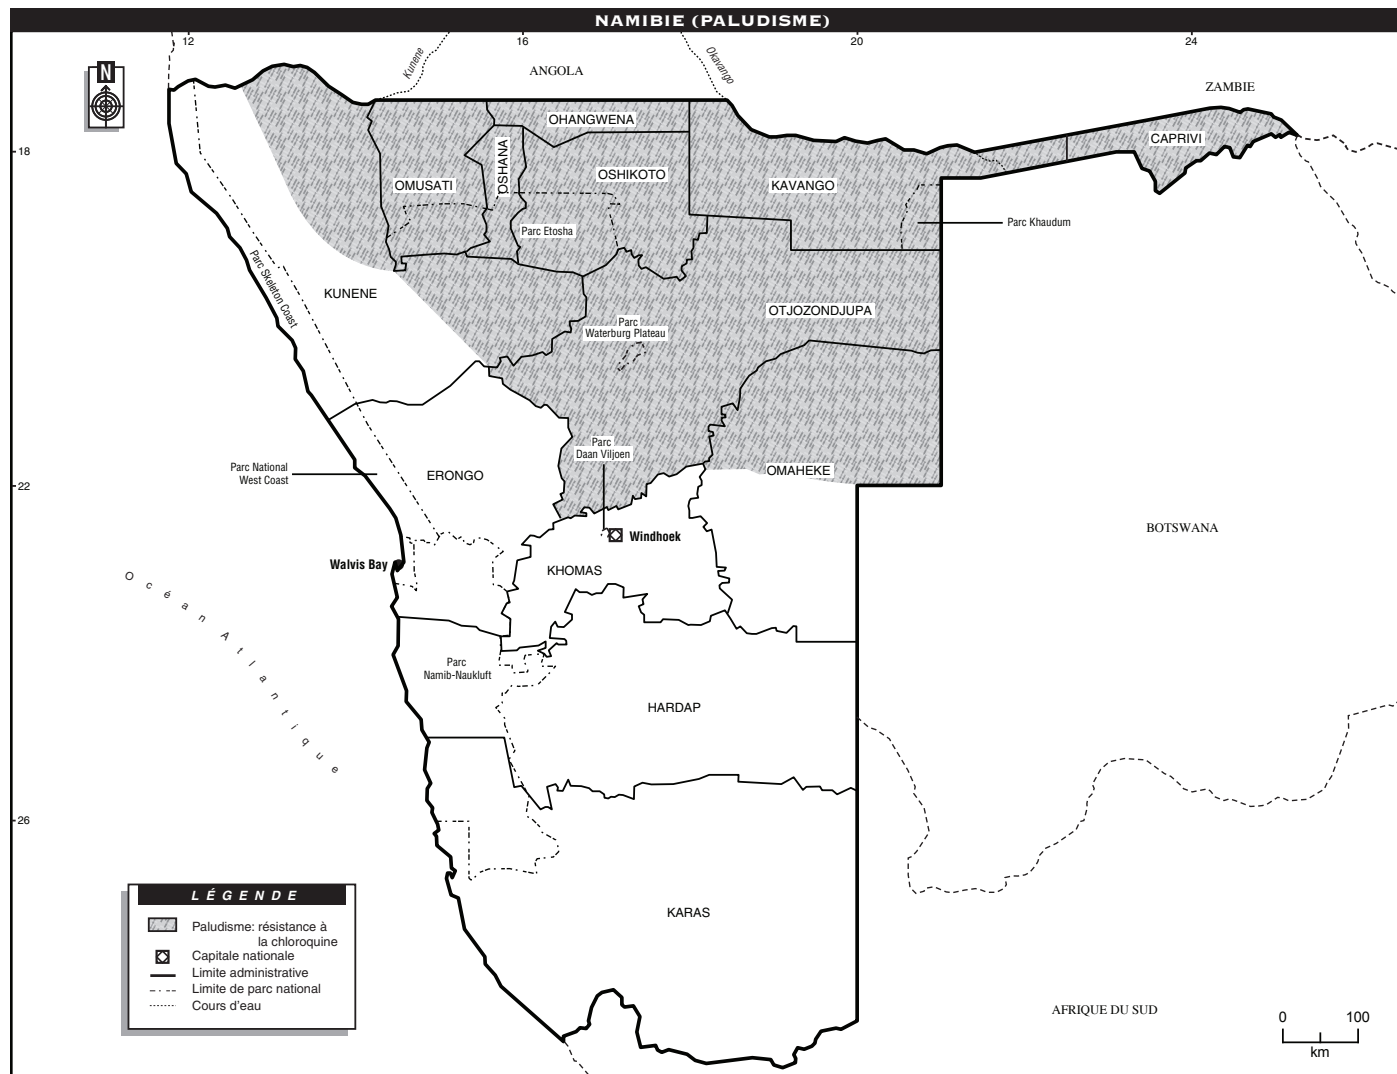 NAMIBIE (PALUDISME)
12
16
20
24
N
Kunene
ANGOLA
Okavango
ZAMBIE
18
OHANGWENA
CAPRIVI
OSHANA
OMUSATI
OSHIKOTO
KAVANGO
Parc Etosha
Parc Khaudum
Parc Skeleton Coast
KUNENE
OTJOZONDJUPA
Parc
Waterburg Plateau
Parc
Daan Viljoen
OMAHEKE
Parc National
West Coast
ERONGO
22
BOTSWANA
Windhoek
Walvis Bay
KHOMAS
Océan Atlantique
Parc
Namib-Naukluft
HARDAP
26
KARAS
LÉGENDE
Paludisme: résistance à
la chloroquine
Capitale nationale
Limite administrative
Limite de parc national
Cours d'eau
AFRIQUE DU SUD
0 100
km